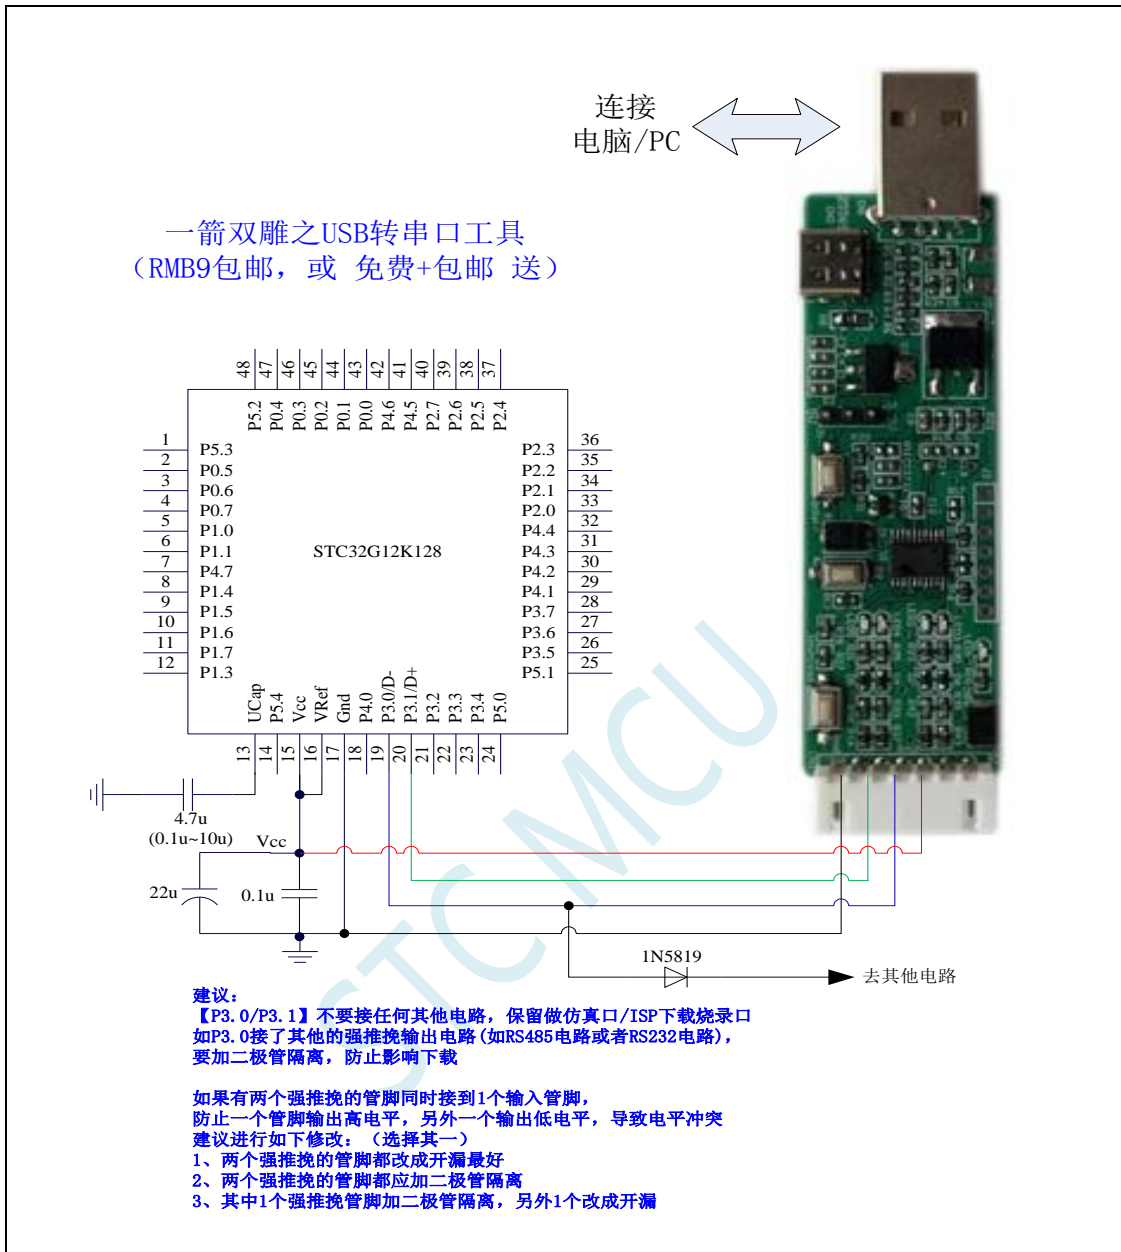 连接
电脑/PC
一箭双雕之USB转串口工具
（RMB9包邮, 或 免费+包邮 送）
48 47 46 45 44 43 42 41 40 39 38 37
P5.2 P0.4 P0.3 P0.2 P0.1 P0.0 P4.6 P4.5 P2.7 P2.6 P2.5 P2.4
1 P5.3 P2.3 36
2 P0.5 P2.2 35
3 P0.6 P2.1 34
4 P0.7 P2.0 33
5 P1.0 P4.4 32
6 P1.1 STC32G12K128 P4.3 31
7 P4.7 P4.2 30
8 P1.4 P4.1 29
9 P1.5 P3.7 28
10 P1.6 P3.6 27
11 P1.7 P3.5 26
12 P1.3 P5.1 25
UCap P5.4 Vcc VRef Gnd P4.0 P3.0/D- P3.1/D+ P3.2 P3.3 P3.4 P5.0
13 14 15 16 17 18 19 20 21 22 23 24
4.7u
(0.1u~10u)
Vcc
22u
0.1u
1N5819
去其他电路
STC MCU
建议:
【P3.0/P3.1】不要接任何其他电路, 保留做仿真口/ISP下载烧录口
如P3.0接了其他的强推挽输出电路(如RS485电路或者RS232电路),
要加二极管隔离, 防止影响下载
如果有两个强推挽的管脚同时接到1个输入管脚,
防止一个管脚输出高电平, 另外一个输出低电平, 导致电平冲突
建议进行如下修改: （选择其一）
1、两个强推挽的管脚都改成开漏最好
2、两个强推挽的管脚都应加二极管隔离
3、其中1个强推挽管脚加二极管隔离, 另外1个改成开漏